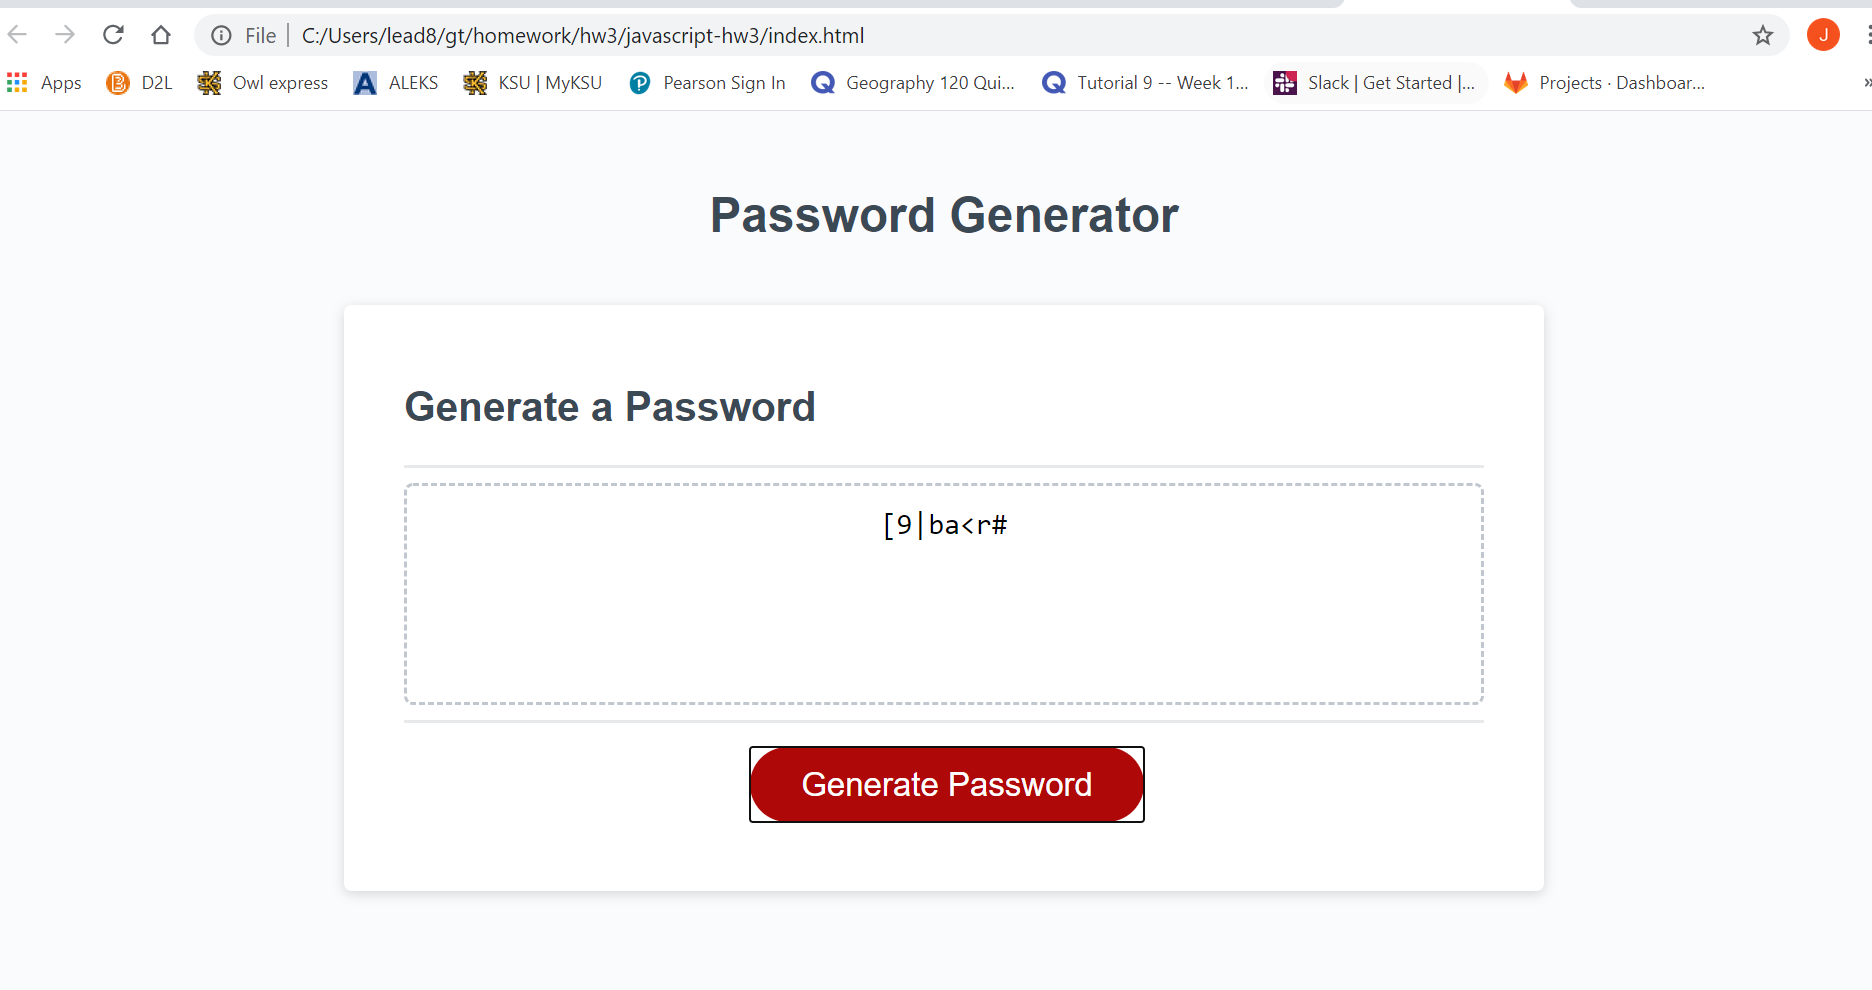 File | C:/Users/lead8/gt/homework/hw3/javascript-hw3/index.html
J
Apps D2L Owl express ALEKS KSU | MyKSU Pearson Sign In Geography 120 Qui... Tutorial 9 -- Week 1... Slack | Get Started |... Projects · Dashboar... »
Password Generator
Generate a Password
[9|ba<r#
Generate Password